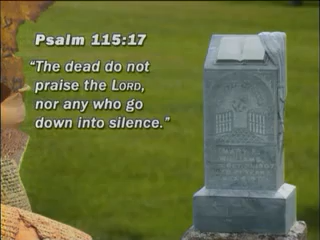 Psalm 115:17
"The dead do not
praise the LORD,
nor any who go
down into silence."